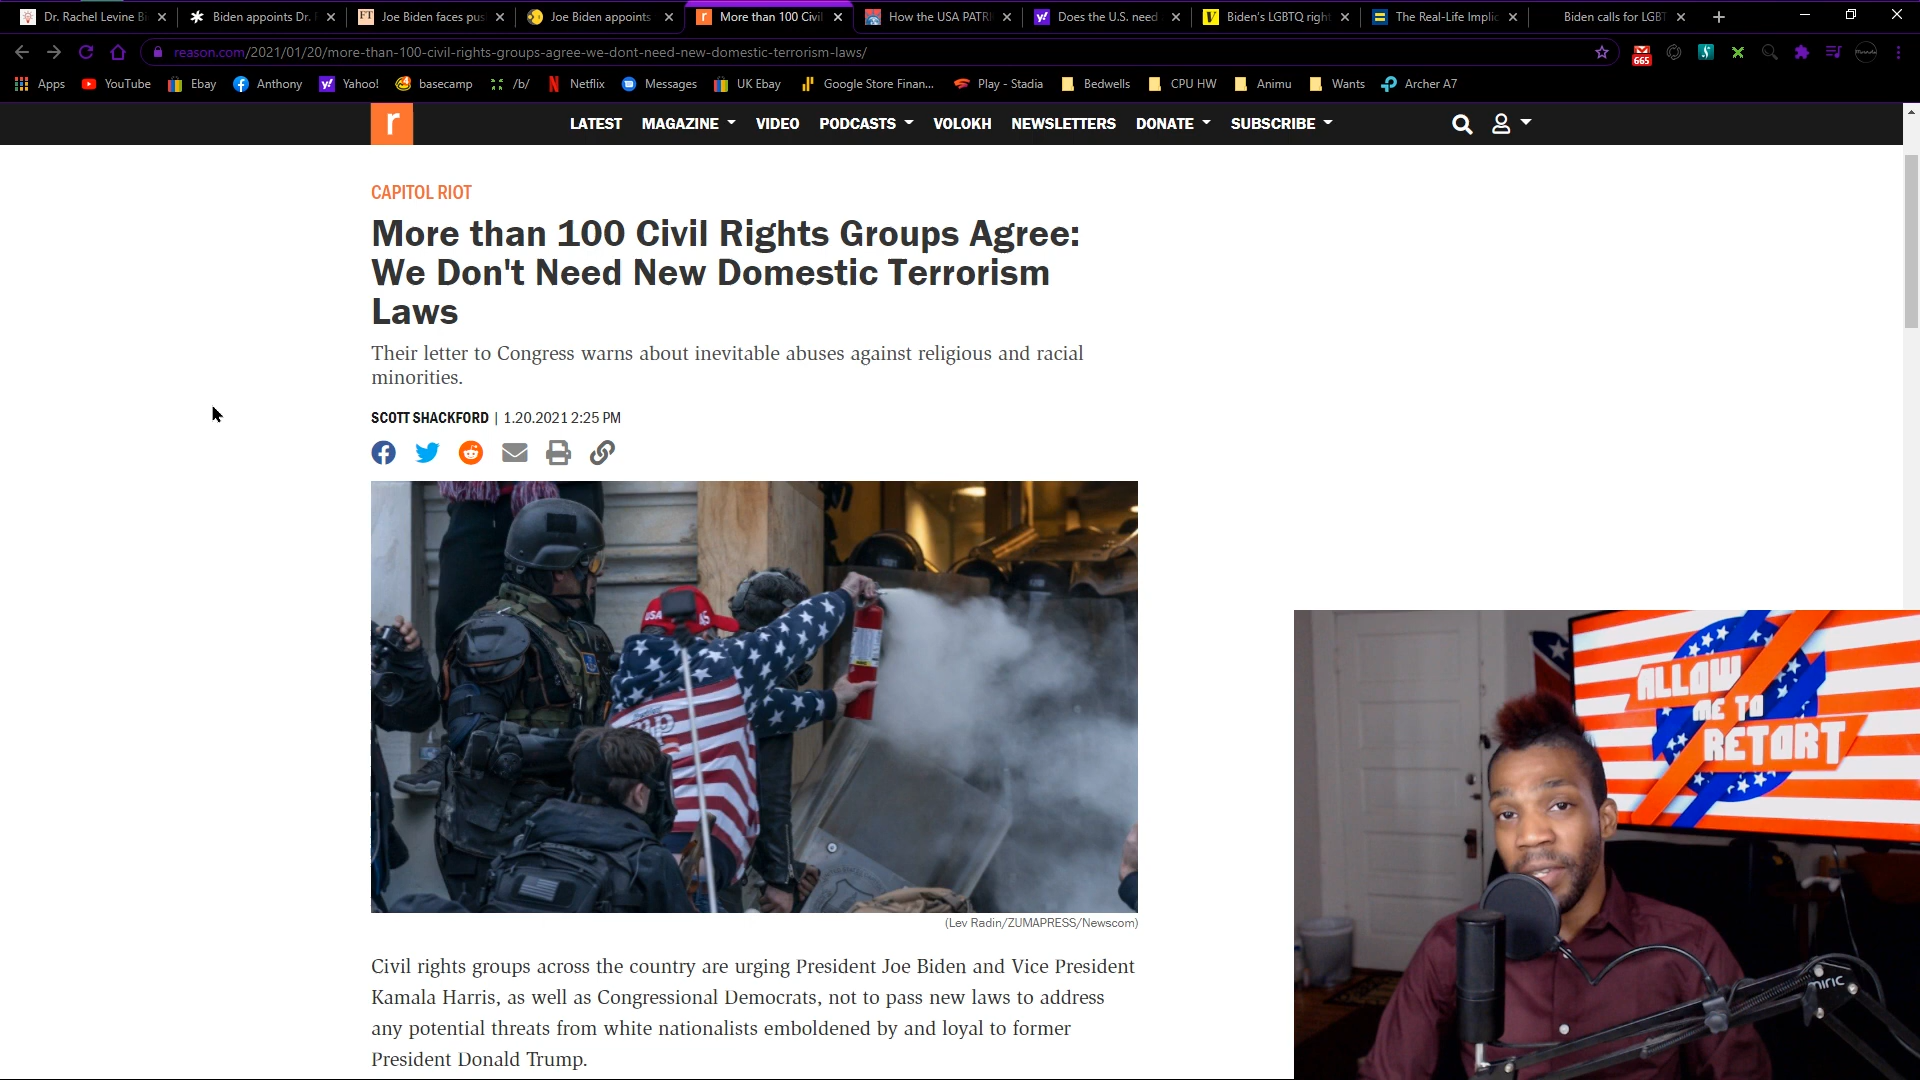 Dr. Rachel Levine Bi
Biden appoints Dr.
FT Joe Biden faces pus
Joe Biden appoints
r More than 100 Civil
How the USA PATRI
Does the U.S. need
V Biden's LGBTQ right
The Real-Life Implic
Biden calls for LGBT
reason.com/2021/01/20/more-than-100-civil-rights-groups-agree-we-dont-need-new-domestic-terrorism-laws/
665
Apps YouTube Ebay Anthony Yahoo! basecamp /b/ Netflix Messages UK Ebay Google Store Finan... Play - Stadia Bedwells CPU HW Animu Wants Archer A7
r LATEST MAGAZINE VIDEO PODCASTS VOLOKH NEWSLETTERS DONATE SUBSCRIBE
CAPITOL RIOT
More than 100 Civil Rights Groups Agree:
We Don't Need New Domestic Terrorism
Laws
Their letter to Congress warns about inevitable abuses against religious and racial
minorities.
SCOTT SHACKFORD | 1.20.2021 2:25 PM
USA
(Lev Radin/ZUMAPRESS/Newscom)
Civil rights groups across the country are urging President Joe Biden and Vice President
Kamala Harris, as well as Congressional Democrats, not to pass new laws to address
any potential threats from white nationalists emboldened by and loyal to former
President Donald Trump.
ALLOW
ME TO
RETORT